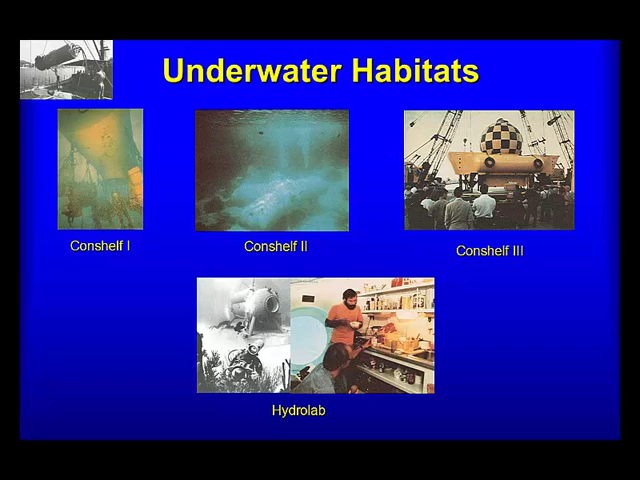 Underwater Habitats
Conshelf I
Conshelf II
Conshelf III
Hydrolab